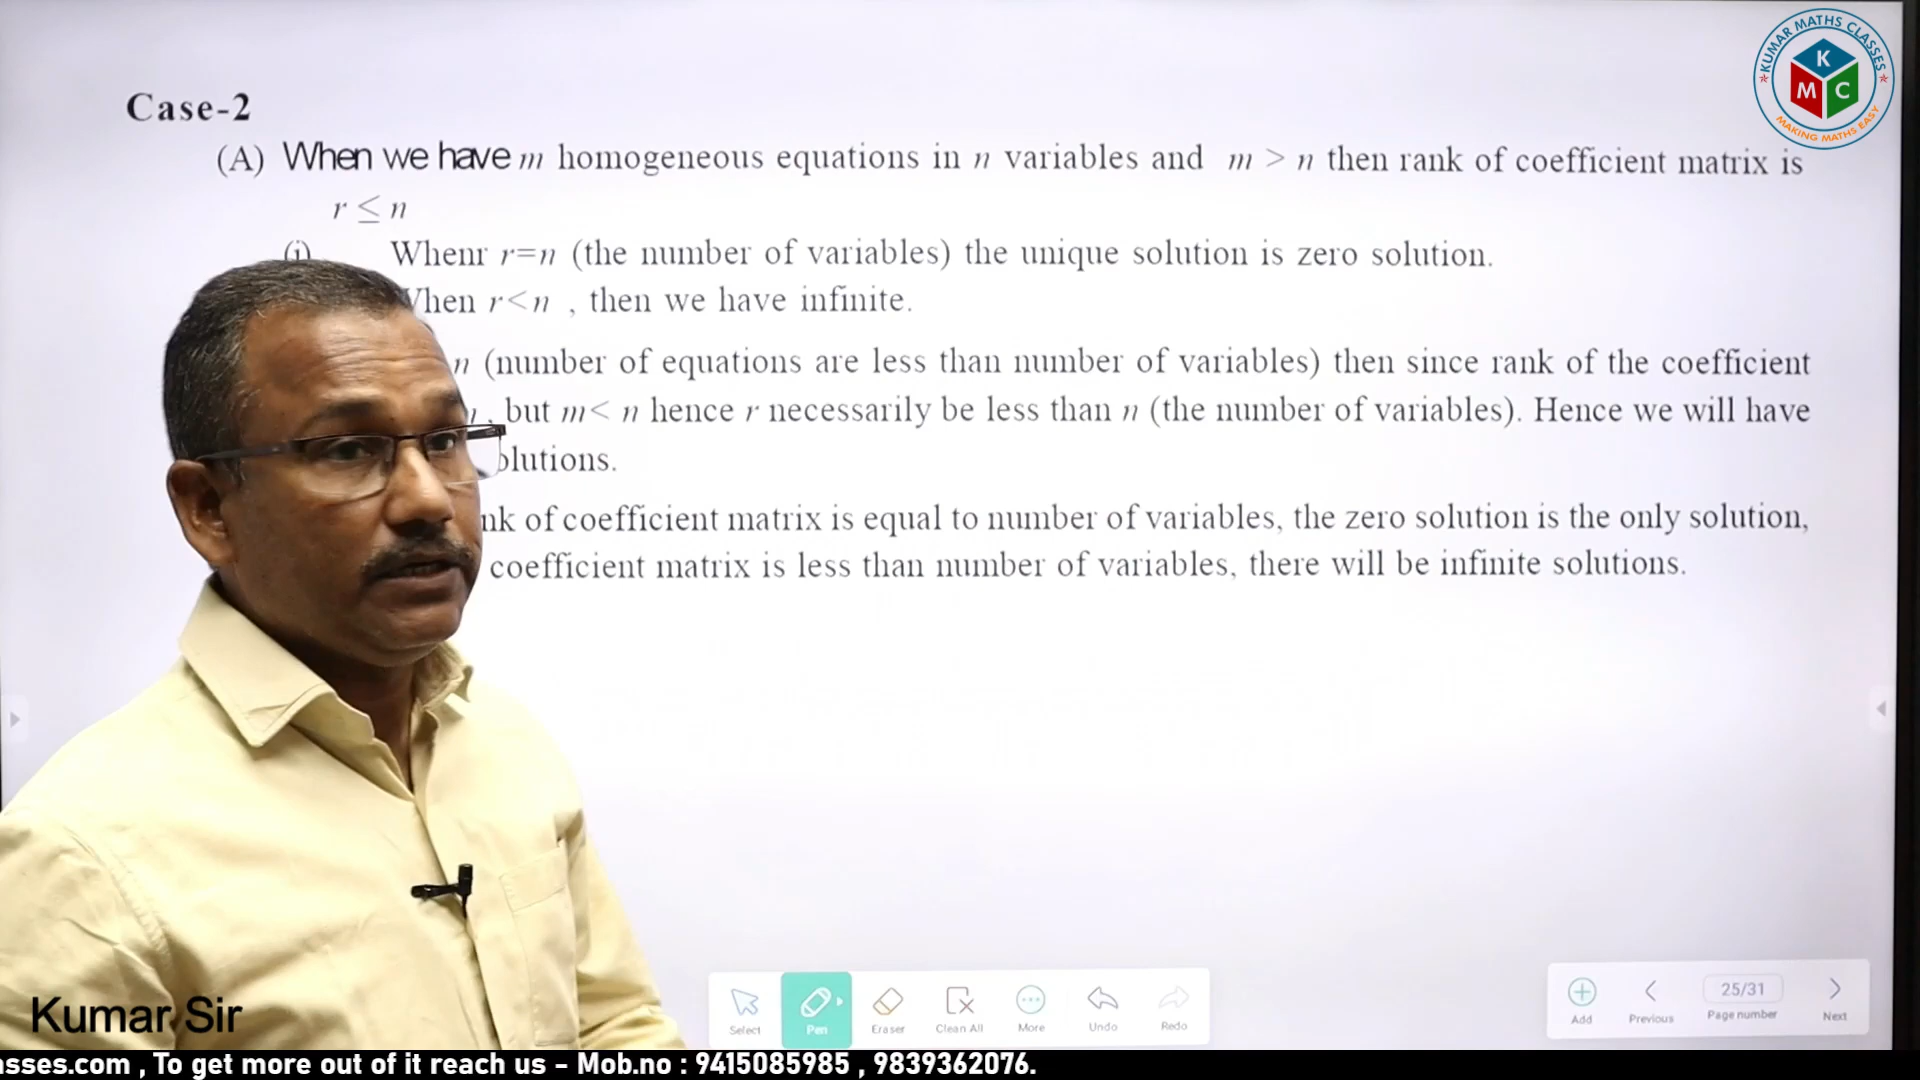 KUMAR MATHS CLASSES
K
M C
MAKING MATHS EASY
Case-2
(A) When we have m homogeneous equations in n variables and m > n then rank of coefficient matrix is
r ≤ n
(i) Whenr r=n (the number of variables) the unique solution is zero solution.
When r<n , then we have infinite.
n (number of equations are less than number of variables) then since rank of the coefficient
, but m< n hence r necessarily be less than n (the number of variables). Hence we will have
olutions.
nk of coefficient matrix is equal to number of variables, the zero solution is the only solution,
coefficient matrix is less than number of variables, there will be infinite solutions.
Select Pen Eraser Clean All More Undo Redo
Add Previous 25/31 Page number Next
Kumar Sir
asses.com , To get more out of it reach us – Mob.no : 9415085985 , 9839362076.